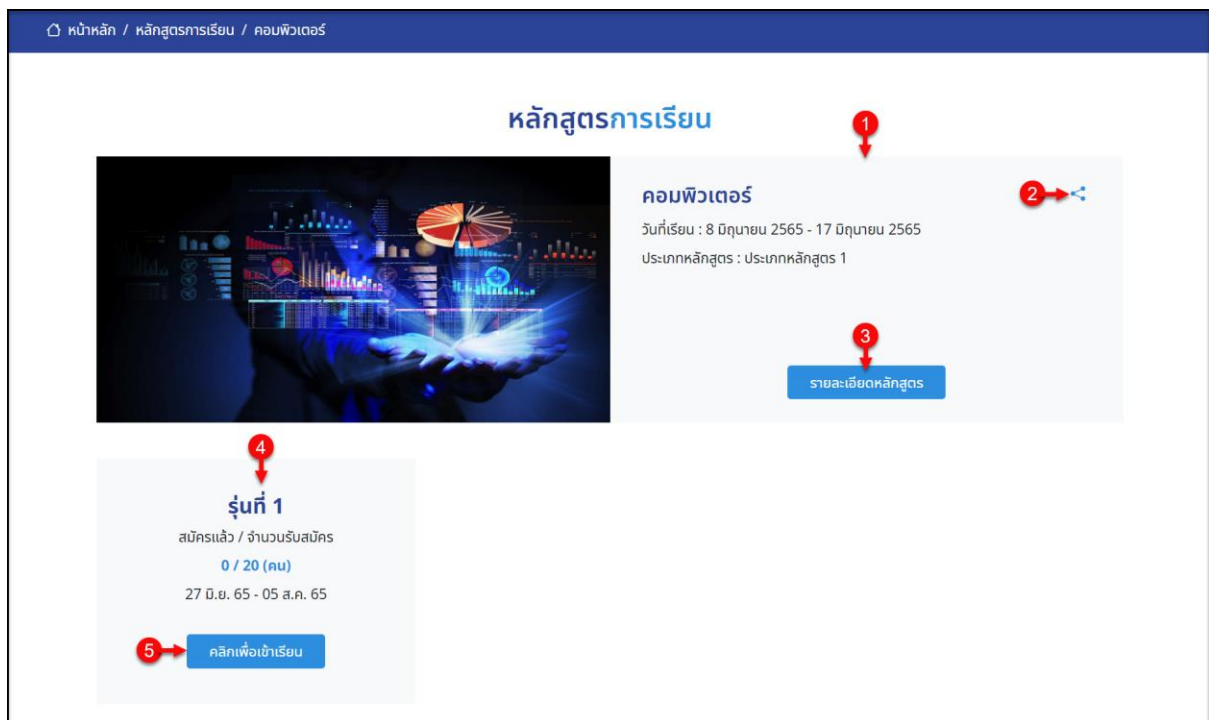 หน้าหลัก / หลักสูตรการเรียน / คอมพิวเตอร์
หลักสูตรการเรียน
1
คอมพิวเตอร์
2
วันที่เรียน : 8 มิถุนายน 2565 - 17 มิถุนายน 2565
ประเภทหลักสูตร : ประเภทหลักสูตร 1
3
รายละเอียดหลักสูตร
4
รุ่นที่ 1
สมัครแล้ว / จำนวนรับสมัคร
0 / 20 (คน)
27 มิ.ย. 65 - 05 ส.ค. 65
5
คลิกเพื่อเข้าเรียน